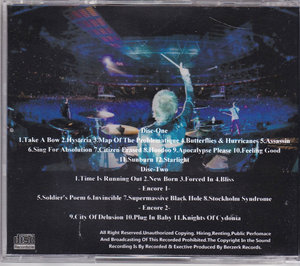 Disc-One
1.Take A Bow 2.Hysteria 3.Map Of The Problematique 4.Butterflies & Hurricanes 5.Assassin
6.Sing For Absolution 7.Citizen Erased 8.Hoodoo 9.Apocalypse Please 10.Feeling Good
11.Sunburn 12.Starlight
Disc-Two
1.Time Is Running Out 2.New Born 3.Forced In 4.Bliss
- Encore 1-
5.Soldier's Poem 6.Invincible 7.Supermassive Black Hole 8.Stockholm Syndrome
- Encore 2-
9.City Of Delusion 10.Plug In Baby 11.Knights Of Cydonia
All Right Reserved.Unauthorized Copying. Hiring,Renting,Public Perfomance
And Broadcasting Of This Recorded Prohibited.The Copyright In the Sound
Recording Is By Recorded & Exective Produced By Berzerk Records.